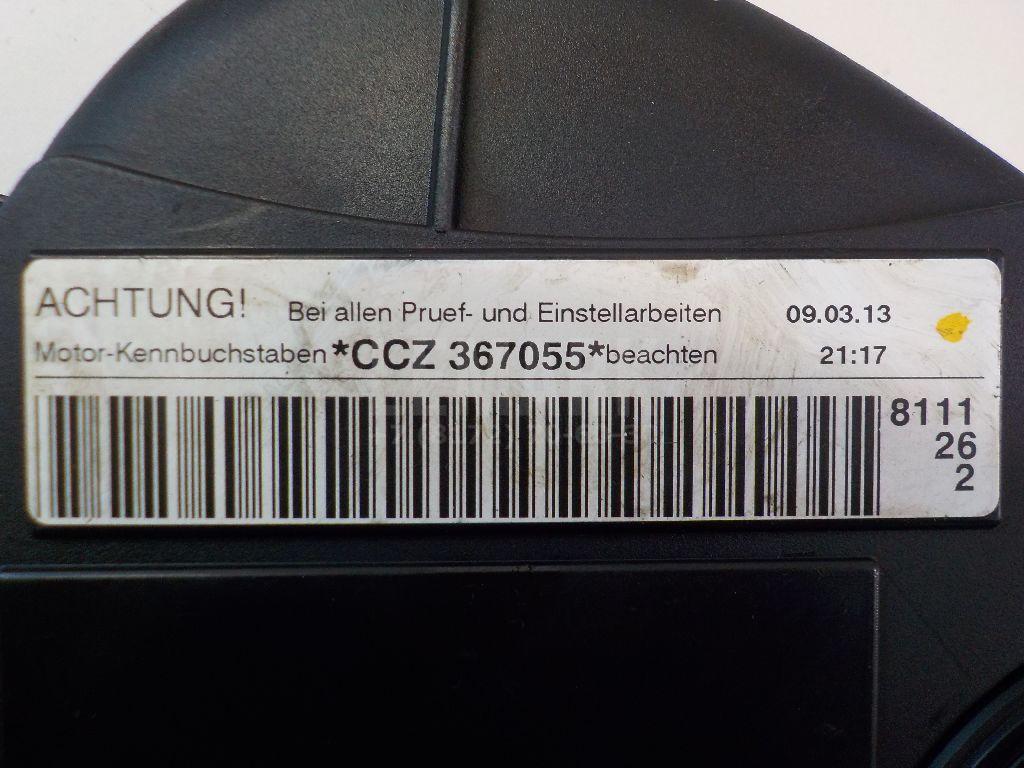 ACHTUNG! Bei allen Pruef- und Einstellarbeiten 09.03.13
Motor-Kennbuchstaben *CCZ 367055* beachten 21:17
8111
26
2